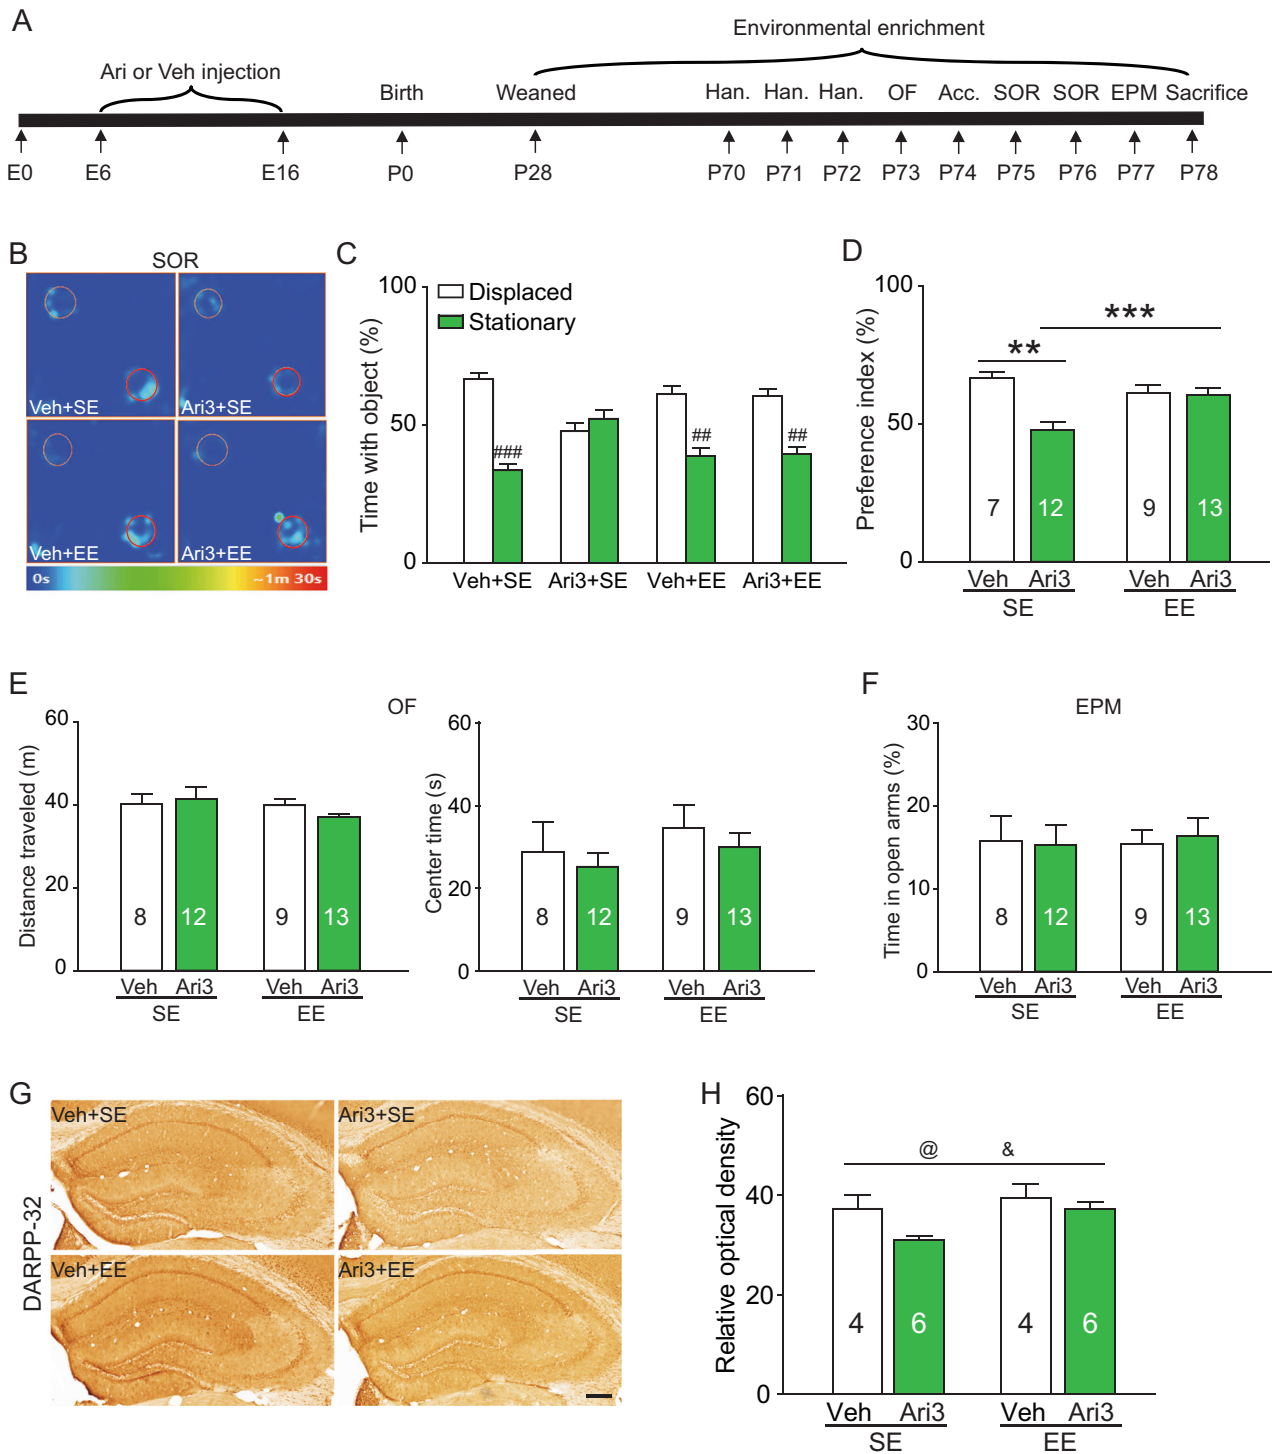 A
Environmental enrichment
Ari or Veh injection
Birth
Weaned
Han. Han. Han. OF Acc. SOR SOR EPM Sacrifice
E0 E6 E16 P0 P28 P70 P71 P72 P73 P74 P75 P76 P77 P78
B
SOR
Veh+SE
Ari3+SE
Veh+EE
Ari3+EE
0s ~1m 30s
C
Time with object (%)
100
50
0
Displaced
Stationary
###
##
##
Veh+SE Ari3+SE Veh+EE Ari3+EE
D
Preference index (%)
100
50
0
***
**
7 12 9 13
Veh Ari3 Veh Ari3
SE EE
E
OF
Distance traveled (m)
60
40
20
0
8 12 9 13
Veh Ari3 Veh Ari3
SE EE
Center time (s)
60
40
20
0
8 12 9 13
Veh Ari3 Veh Ari3
SE EE
F
EPM
Time in open arms (%)
30
20
10
0
8 12 9 13
Veh Ari3 Veh Ari3
SE EE
G
DARPP-32
Veh+SE
Ari3+SE
Veh+EE
Ari3+EE
H
Relative optical density
60
40
20
0
@ &
4 6 4 6
Veh Ari3 Veh Ari3
SE EE